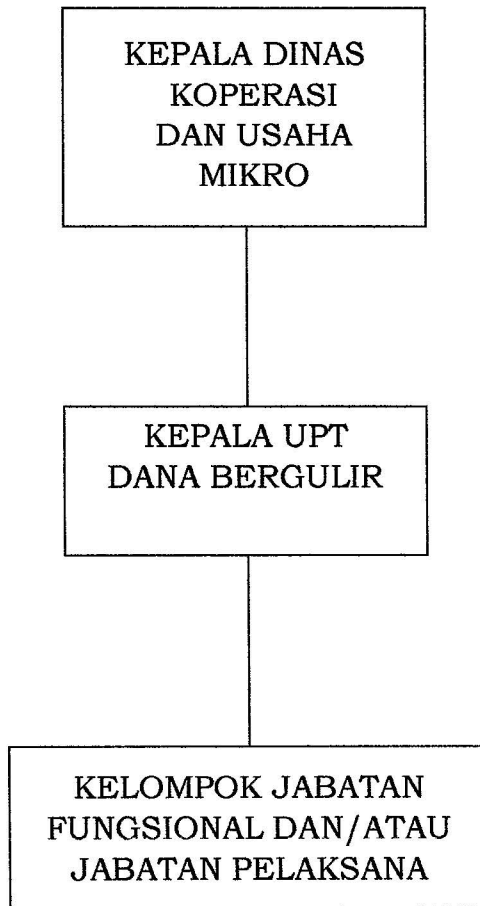 KEPALA DINAS
KOPERASI
DAN USAHA
MIKRO
KEPALA UPT
DANA BERGULIR
KELOMPOK JABATAN
FUNGSIONAL DAN/ATAU
JABATAN PELAKSANA